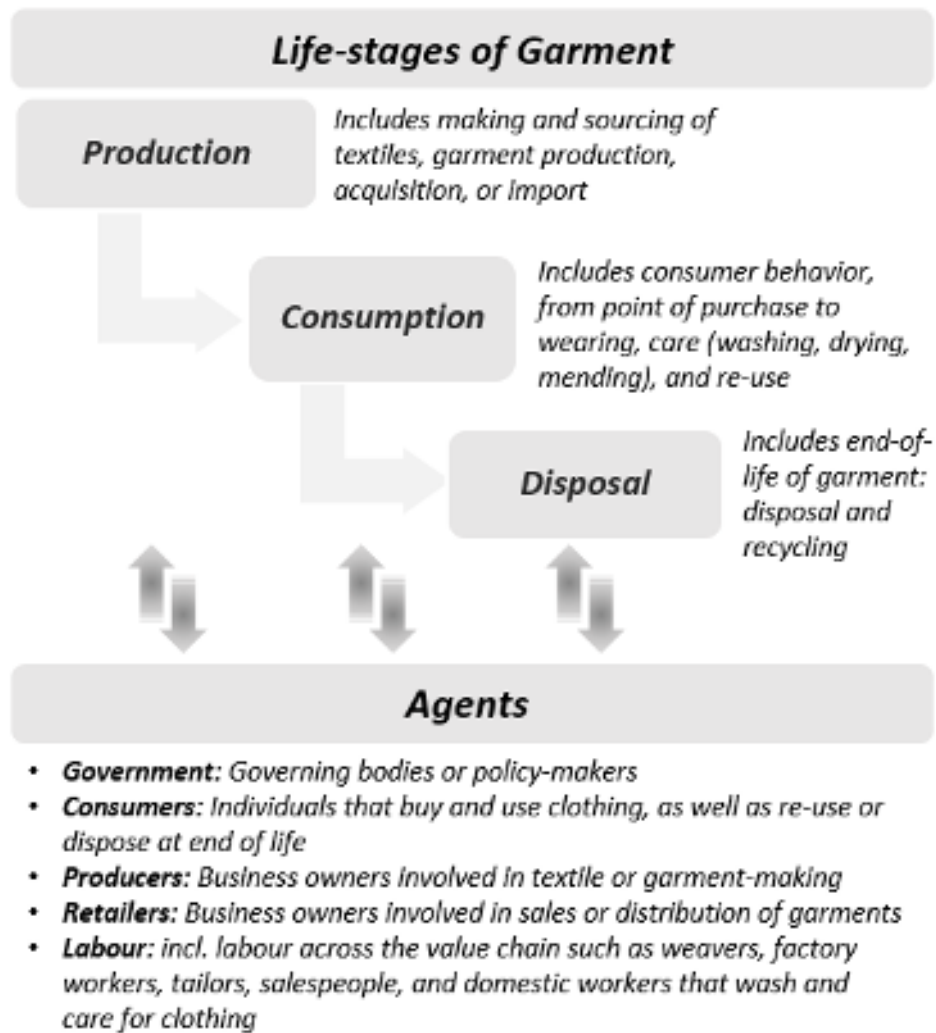 Life-stages of Garment
Production
Includes making and sourcing of
textiles, garment production,
acquisition, or import
Consumption
Includes consumer behavior,
from point of purchase to
wearing, care (washing, drying,
mending), and re-use
Disposal
Includes end-of-
life of garment:
disposal and
recycling
Agents
• Government: Governing bodies or policy-makers
• Consumers: Individuals that buy and use clothing, as well as re-use or
dispose at end of life
• Producers: Business owners involved in textile or garment-making
• Retailers: Business owners involved in sales or distribution of garments
• Labour: incl. labour across the value chain such as weavers, factory
workers, tailors, salespeople, and domestic workers that wash and
care for clothing